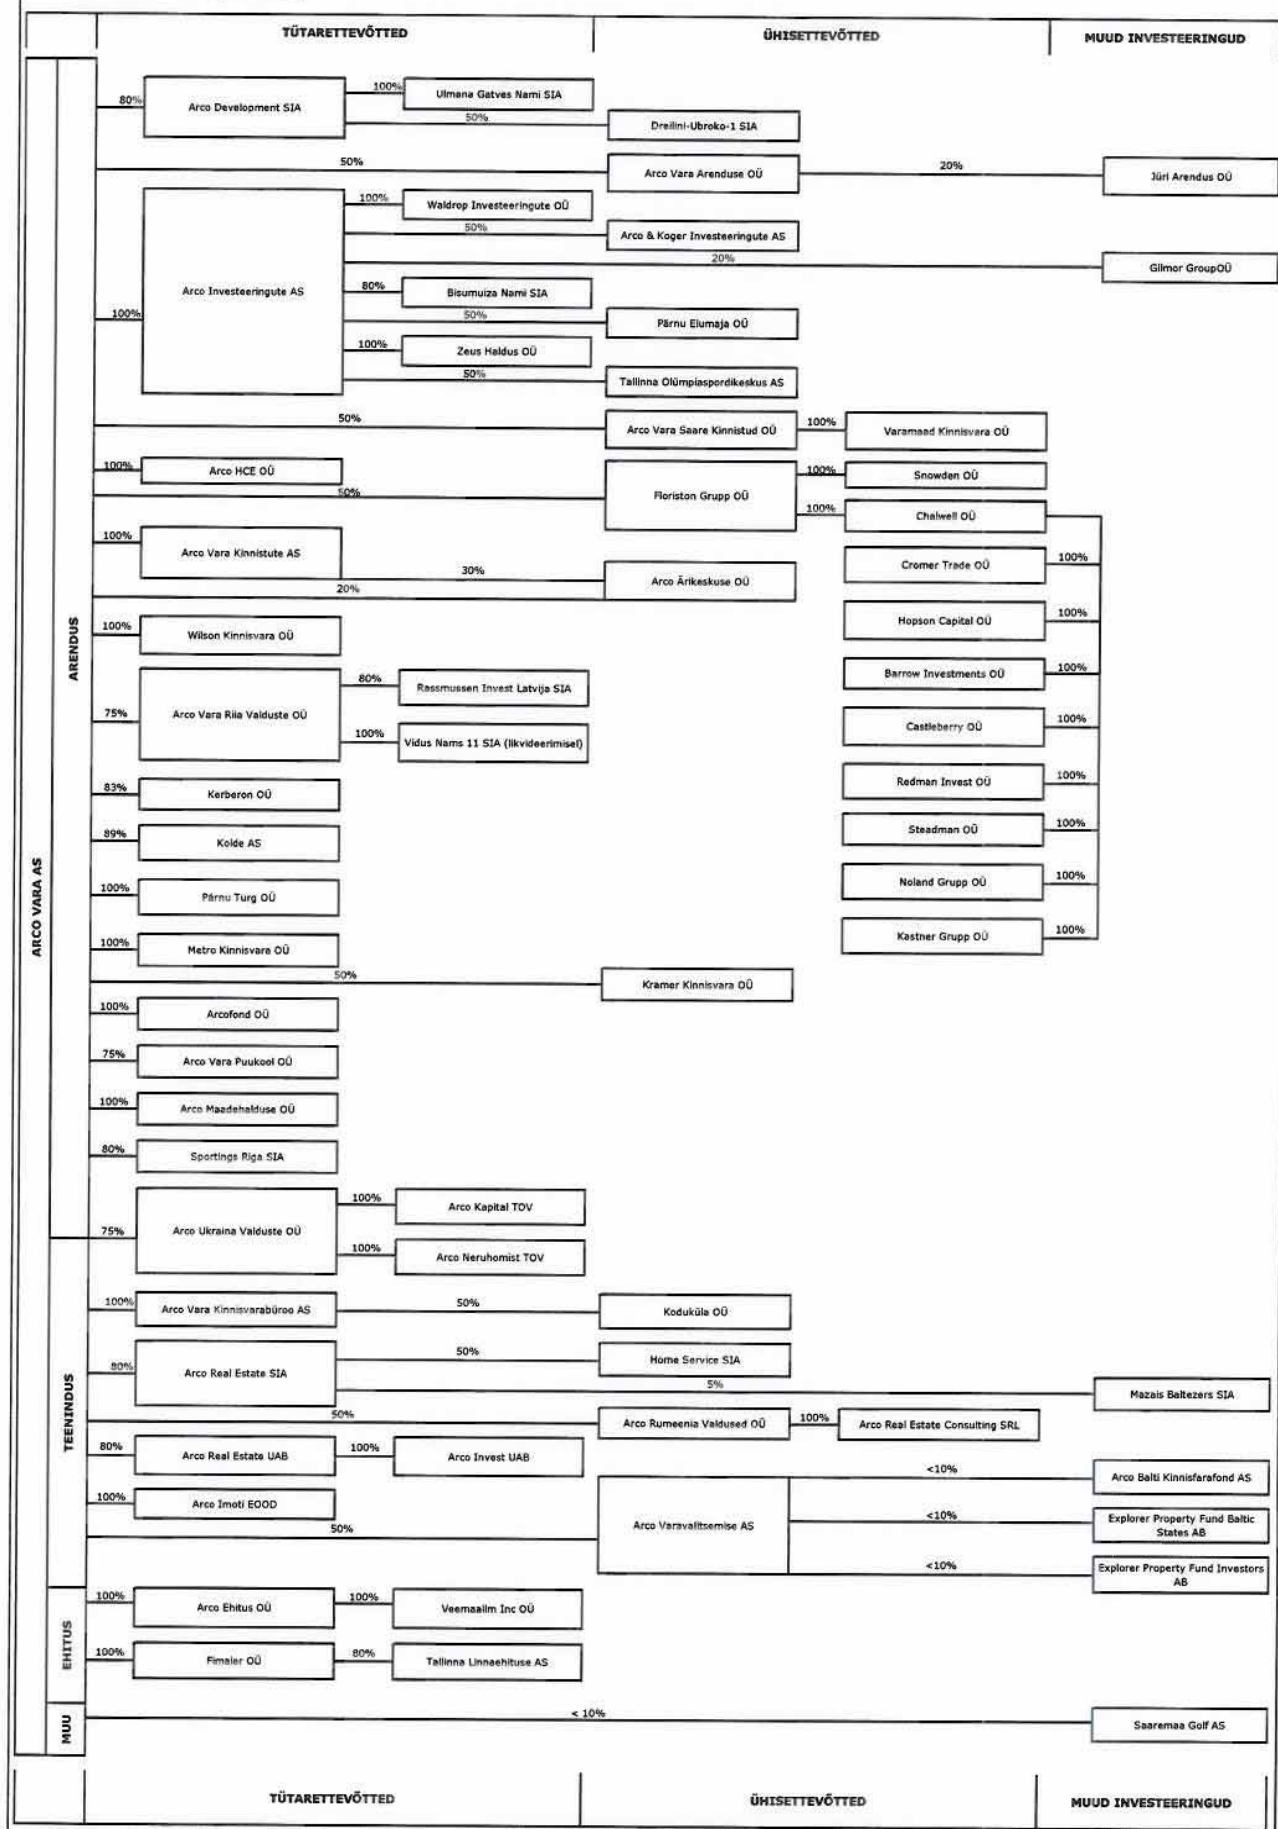 TÜTARETTEVÕTTED
ÜHISETTEVÕTTED
MUUD INVESTEERINGUD
ARCO VARA AS
ARENDUS
80%
Arco Development SIA
100%
Ulmana Gatves Nami SIA
50%
Dreilini-Ubroko-1 SIA
50%
Arco Vara Arenduse OÜ
20%
Jüri Arendus OÜ
100%
Arco Investeeringute AS
100%
Waldrop Investeeringute OÜ
50%
Arco & Koger Investeeringute AS
20%
Gilmor GroupOÜ
80%
Bisumuiza Nami SIA
50%
Pärnu Elumaja OÜ
100%
Zeus Haldus OÜ
50%
Tallinna Olümpiaspordikeskus AS
50%
Arco Vara Saare Kinnistud OÜ
100%
Varamaad Kinnisvara OÜ
100%
Arco HCE OÜ
50%
Floriston Grupp OÜ
100%
Snowden OÜ
100%
Chelwell OÜ
100%
Arco Vara Kinnistute AS
30%
Arco Ärikeskuse OÜ
20%
Cromer Trade OÜ
100%
Hopson Capital OÜ
100%
Barrow Investments OÜ
100%
Castleberry OÜ
100%
Redman Invest OÜ
100%
Steadman OÜ
100%
Noland Grupp OÜ
100%
Kastner Grupp OÜ
100%
100%
Wilson Kinnisvara OÜ
75%
Arco Vara Riia Valduste OÜ
80%
Rassmussen Invest Latvija SIA
100%
Vidus Nams 11 SIA (likvideerimisel)
83%
Kerberon OÜ
89%
Kolde AS
100%
Pärnu Turg OÜ
100%
Metro Kinnisvara OÜ
50%
Kramer Kinnisvara OÜ
100%
Arcofond OÜ
75%
Arco Vara Puukool OÜ
100%
Arco Maadehalduse OÜ
80%
Sportings Riga SIA
75%
Arco Ukraina Valduste OÜ
100%
Arco Kapital TOV
100%
Arco Neruhomist TOV
TEENINDUS
100%
Arco Vara Kinnisvarabüroo AS
50%
Koduküla OÜ
80%
Arco Real Estate SIA
50%
Home Service SIA
5%
Mazais Baltezers SIA
50%
Arco Rumeenia Valdused OÜ
100%
Arco Real Estate Consulting SRL
80%
Arco Real Estate UAB
100%
Arco Invest UAB
100%
Arco Imoti EOOD
50%
Arco Varavalitsemise AS
<10%
Arco Balti Kinnisfarafond AS
<10%
Explorer Property Fund Baltic
States AB
<10%
Explorer Property Fund Investors
AB
EHITUS
100%
Arco Ehitus OÜ
100%
Veemaailm Inc OÜ
100%
Fimaler OÜ
80%
Tallinna Linnaehituse AS
MUU
< 10%
Saaremaa Golf AS
TÜTARETTEVÕTTED
ÜHISETTEVÕTTED
MUUD INVESTEERINGUD